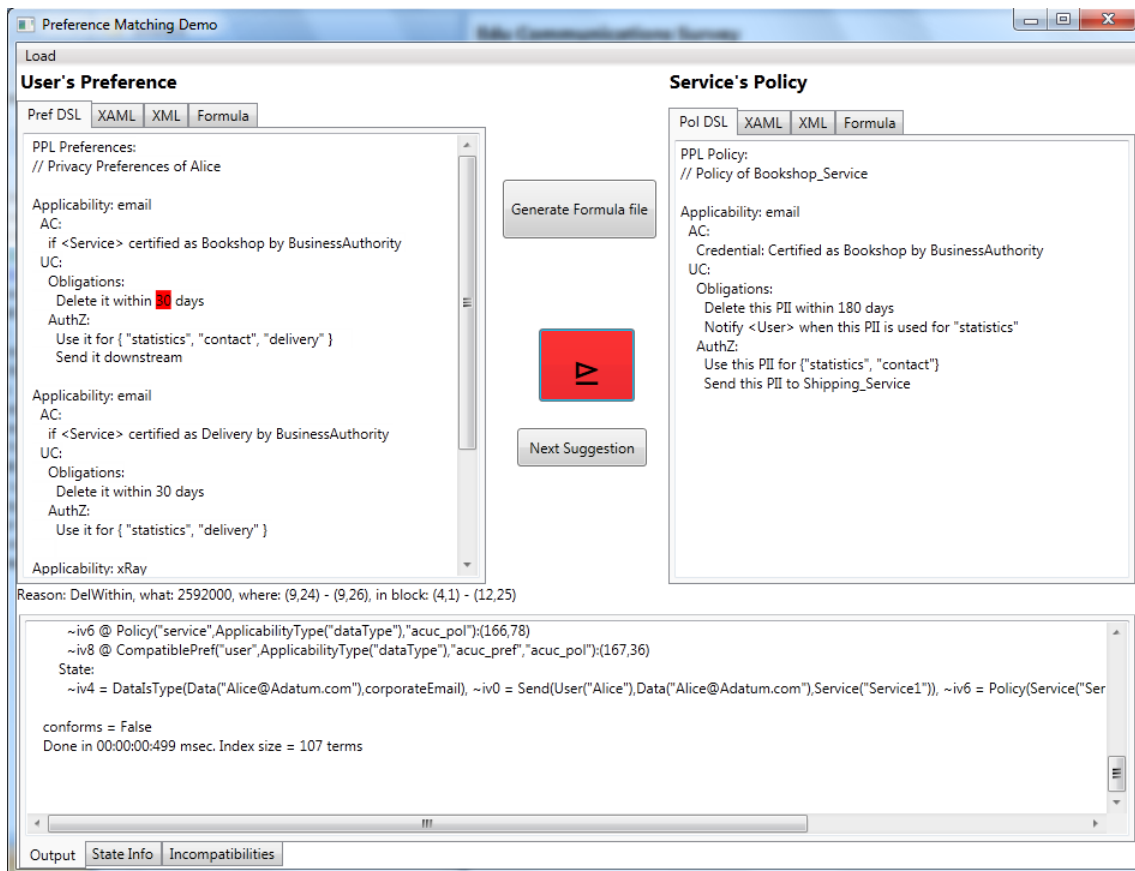 Preference Matching Demo
Edu Communications Survey
Load
User's Preference
Pref DSL XAML XML Formula
PPL Preferences:
// Privacy Preferences of Alice
Applicability: email
AC:
if <Service> certified as Bookshop by BusinessAuthority
UC:
Obligations:
Delete it within 30 days
AuthZ:
Use it for { "statistics", "contact", "delivery" }
Send it downstream
Applicability: email
AC:
if <Service> certified as Delivery by BusinessAuthority
UC:
Obligations:
Delete it within 30 days
AuthZ:
Use it for { "statistics", "delivery" }
Applicability: xRay
Generate Formula file
⊵
Next Suggestion
Service's Policy
Pol DSL XAML XML Formula
PPL Policy:
// Policy of Bookshop_Service
Applicability: email
AC:
Credential: Certified as Bookshop by BusinessAuthority
UC:
Obligations:
Delete this PII within 180 days
Notify <User> when this PII is used for "statistics"
AuthZ:
Use this PII for {"statistics", "contact"}
Send this PII to Shipping_Service
Reason: DelWithin, what: 2592000, where: (9,24) - (9,26), in block: (4,1) - (12,25)
~iv6 @ Policy("service",ApplicabilityType("dataType"),"acuc_pol"):(166,78)
~iv8 @ CompatiblePref("user",ApplicabilityType("dataType"),"acuc_pref","acuc_pol"):(167,36)
State:
~iv4 = DataIsType(Data("Alice@Adatum.com"),corporateEmail), ~iv0 = Send(User("Alice"),Data("Alice@Adatum.com"),Service("Service1")), ~iv6 = Policy(Service("Ser
conforms = False
Done in 00:00:00:499 msec. Index size = 107 terms
Output State Info Incompatibilities